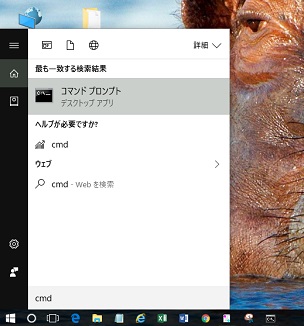 詳細
最も一致する検索結果
コマンド プロンプト
デスクトップ アプリ
ヘルプが必要ですか?
cmd
ウェブ
cmd - Web を検索
cmd